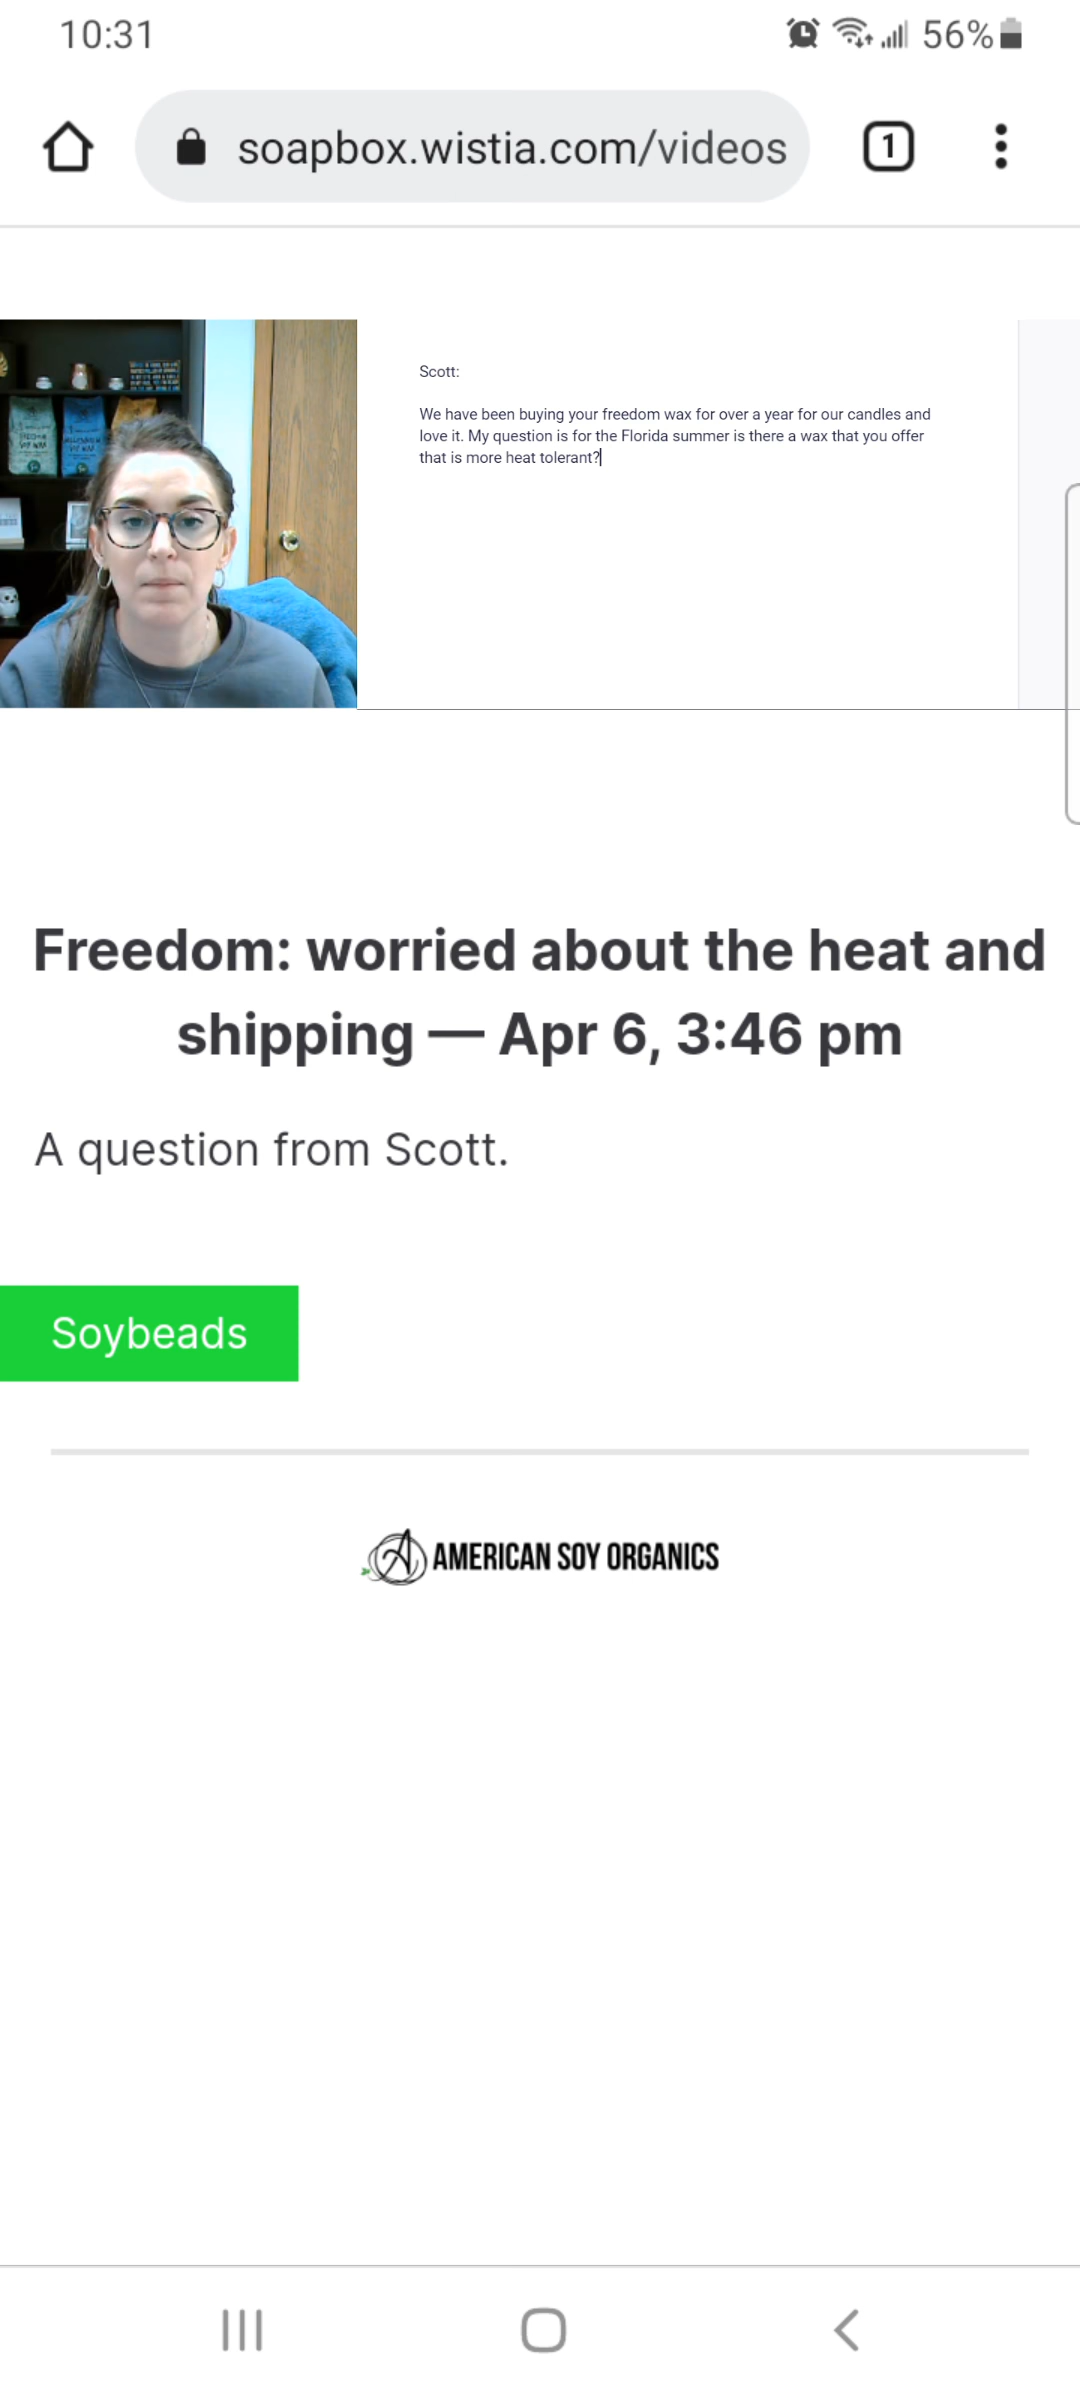 10:31
56%
soapbox.wistia.com/videos
1
Scott:
We have been buying your freedom wax for over a year for our candles and
love it. My question is for the Florida summer is there a wax that you offer
that is more heat tolerant?
Freedom: worried about the heat and
shipping — Apr 6, 3:46 pm
A question from Scott.
Soybeads
AMERICAN SOY ORGANICS